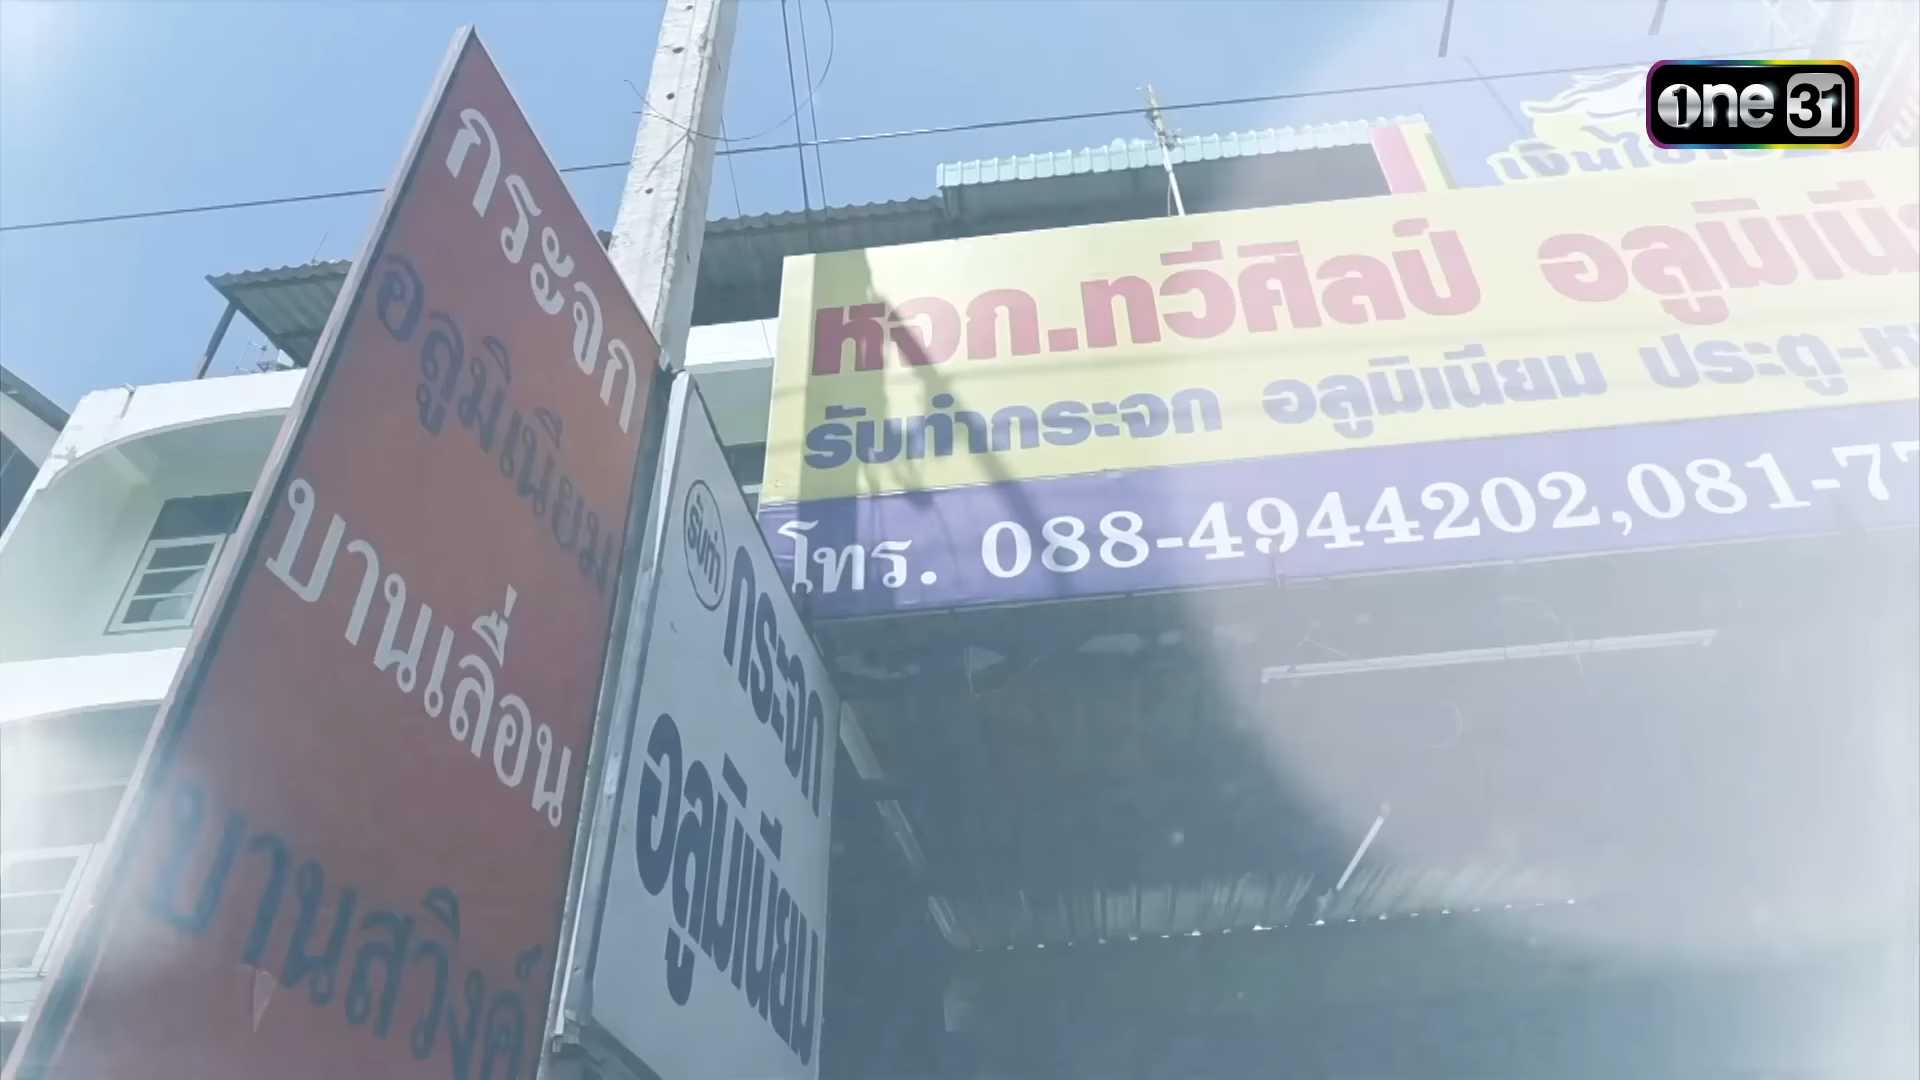 กระจก
อลูมิเนียม
บานเลื่อน
บานสวิงค์
รับทำ
กระจก
อลูมิเนียม
หจก.ทวีศิลป์ อลูมิเนี
รับทำกระจก อลูมิเนียม ประตู-ห
โทร. 088-4944202,081-77
one 31